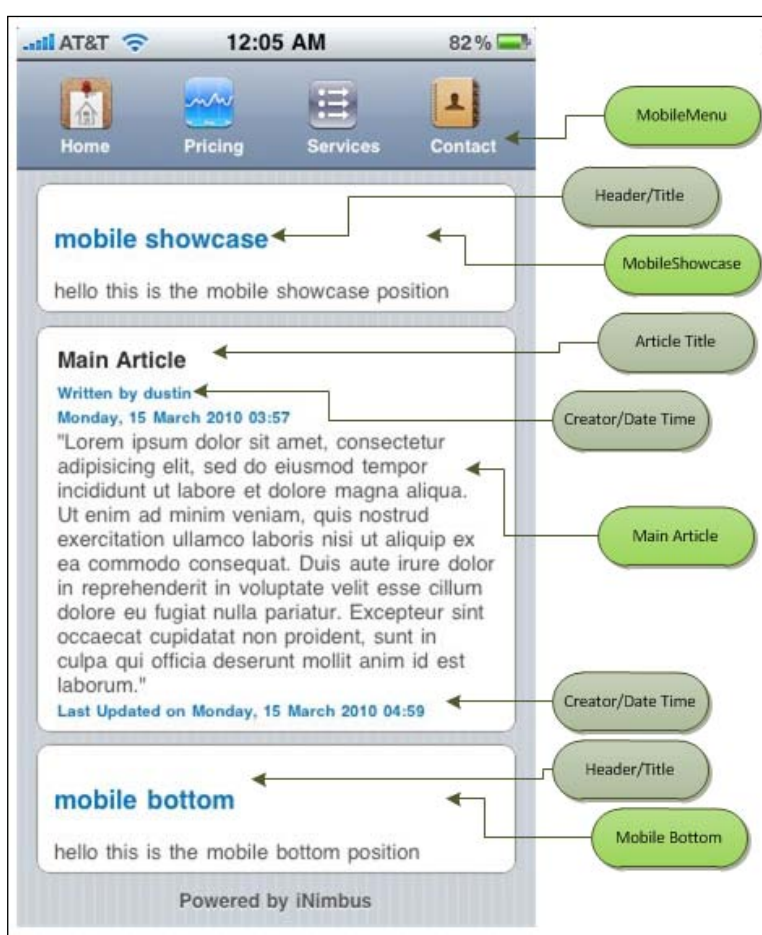 AT&T 12:05 AM 82%
Home Pricing Services Contact
MobileMenu
Header/Title
mobile showcase
MobileShowcase
hello this is the mobile showcase position
Article Title
Main Article
Written by dustin
Creator/Date Time
Monday, 15 March 2010 03:57
"Lorem ipsum dolor sit amet, consectetur
adipisicing elit, sed do eiusmod tempor
incididunt ut labore et dolore magna aliqua.
Ut enim ad minim veniam, quis nostrud
exercitation ullamco laboris nisi ut aliquip ex
Main Article
ea commodo consequat. Duis aute irure dolor
in reprehenderit in voluptate velit esse cillum
dolore eu fugiat nulla pariatur. Excepteur sint
occaecat cupidatat non proident, sunt in
culpa qui officia deserunt mollit anim id est
laborum."
Creator/Date Time
Last Updated on Monday, 15 March 2010 04:59
Header/Title
mobile bottom
Mobile Bottom
hello this is the mobile bottom position
Powered by iNimbus